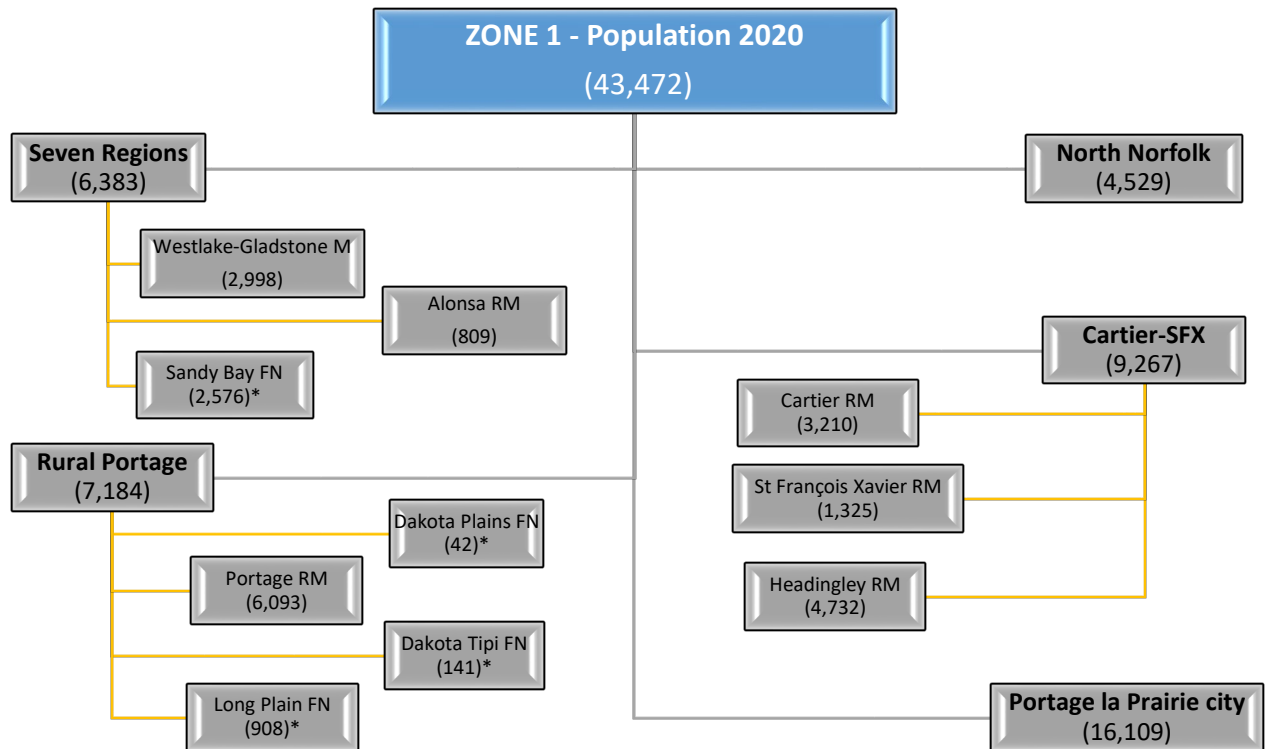 ZONE 1 - Population 2020
(43,472)
Seven Regions
(6,383)
Westlake-Gladstone M
(2,998)
Alonsa RM
(809)
Sandy Bay FN
(2,576)*
Rural Portage
(7,184)
Dakota Plains FN
(42)*
Portage RM
(6,093)
Dakota Tipi FN
(141)*
Long Plain FN
(908)*
North Norfolk
(4,529)
Cartier-SFX
(9,267)
Cartier RM
(3,210)
St François Xavier RM
(1,325)
Headingley RM
(4,732)
Portage la Prairie city
(16,109)